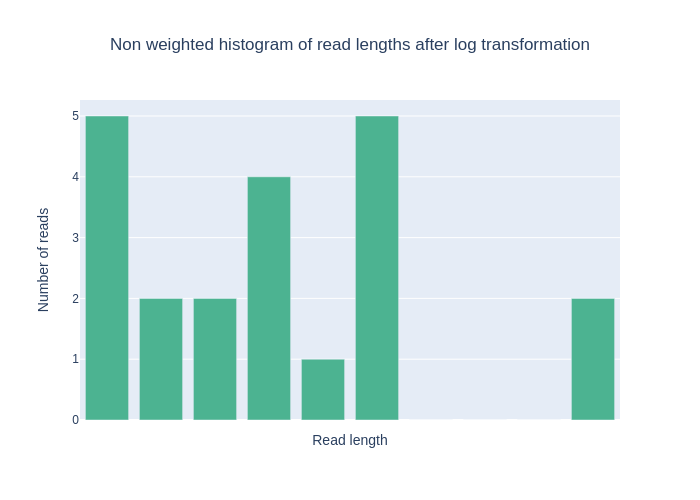 Non weighted histogram of read lengths after log transformation
5
4
3
2
1
0
Number of reads
Read length